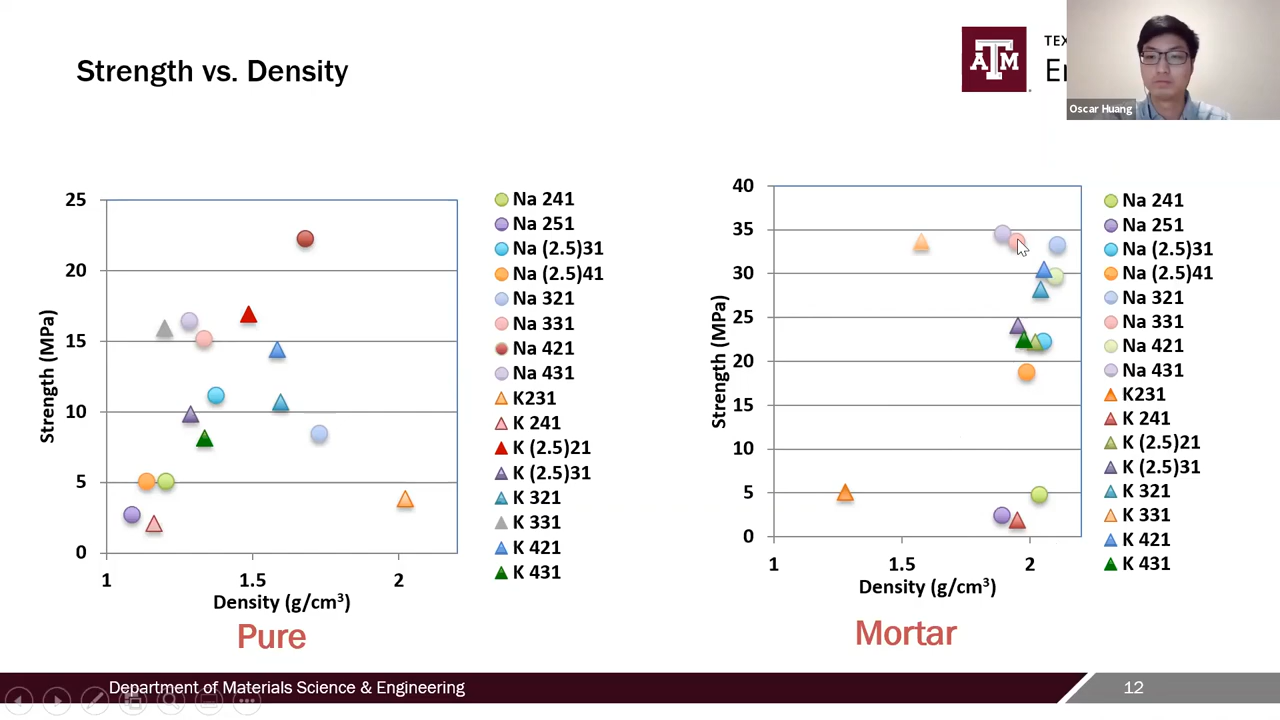 Strength vs. Density
ĀM
TEX
Oscar Huang
25
20
15
10
5
0
1
1.5
2
Strength (MPa)
Density (g/cm³)
Na 241
Na 251
Na (2.5)31
Na (2.5)41
Na 321
Na 331
Na 421
Na 431
K231
K 241
K (2.5)21
K (2.5)31
K 321
K 331
K 421
K 431
Pure
40
35
30
25
20
15
10
5
0
1
1.5
2
Strength (MPa)
Density (g/cm³)
Na 241
Na 251
Na (2.5)31
Na (2.5)41
Na 321
Na 331
Na 421
Na 431
K231
K 241
K (2.5)21
K (2.5)31
K 321
K 331
K 421
K 431
Mortar
Department of Materials Science & Engineering
12